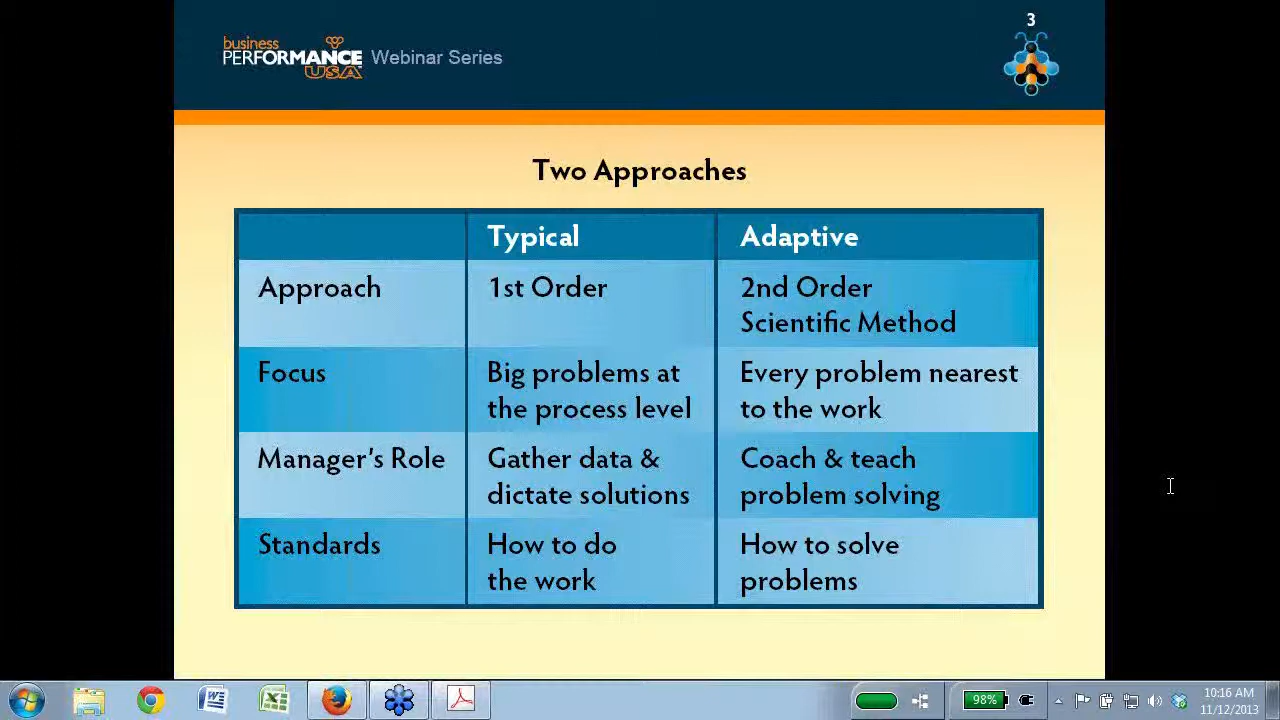 3
business
PERFORMANCE
USA
Webinar Series
Two Approaches
Typical
Adaptive
Approach
1st Order
2nd Order
Scientific Method
Focus
Big problems at
the process level
Every problem nearest
to the work
Manager's Role
Gather data &
dictate solutions
Coach & teach
problem solving
Standards
How to do
the work
How to solve
problems
98%
10:16 AM
11/12/2013